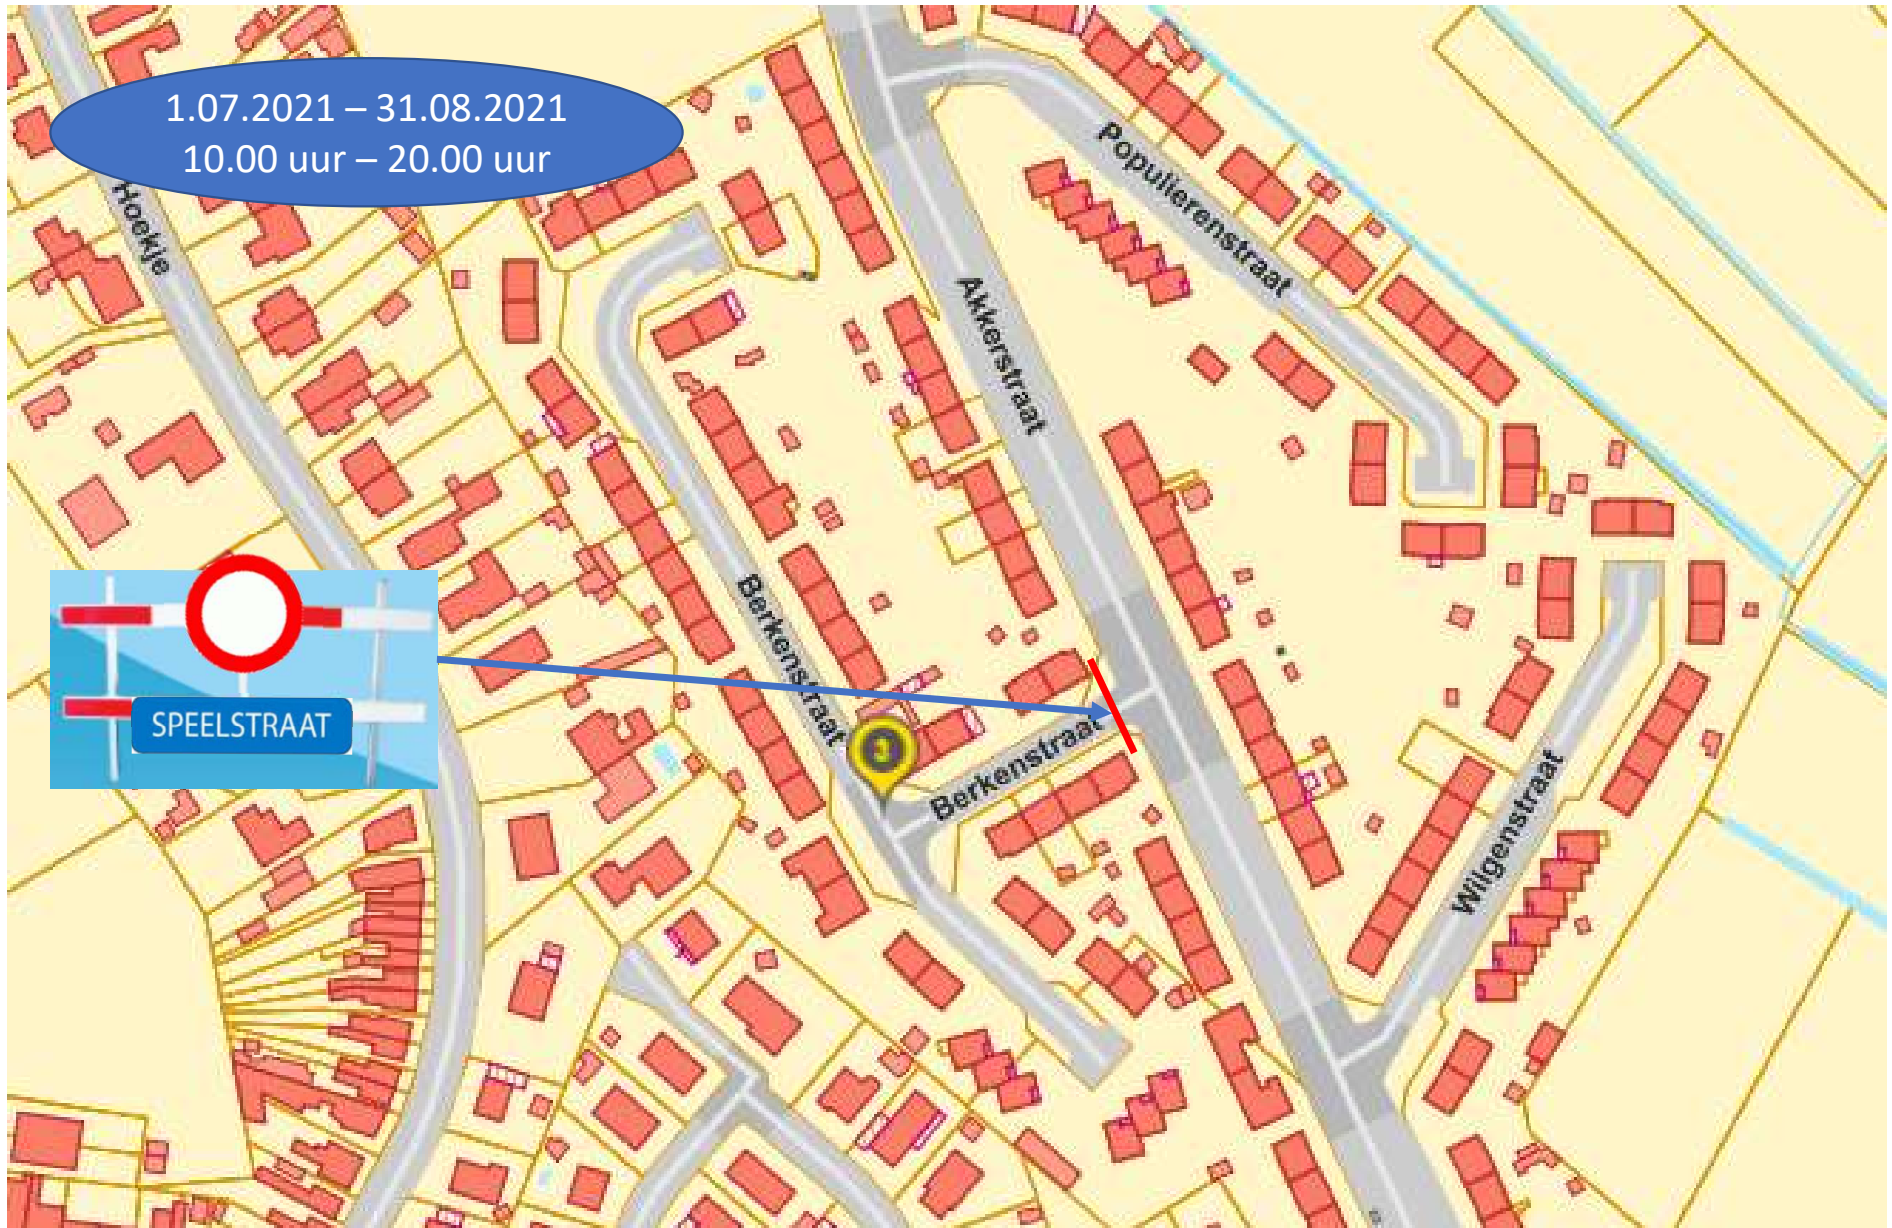 1.07.2021 – 31.08.2021
10.00 uur – 20.00 uur
Hoekje
Populierenstraat
Akkerstraat
Berkenstraat
SPEELSTRAAT
Berkenstraat
Wilgenstraat